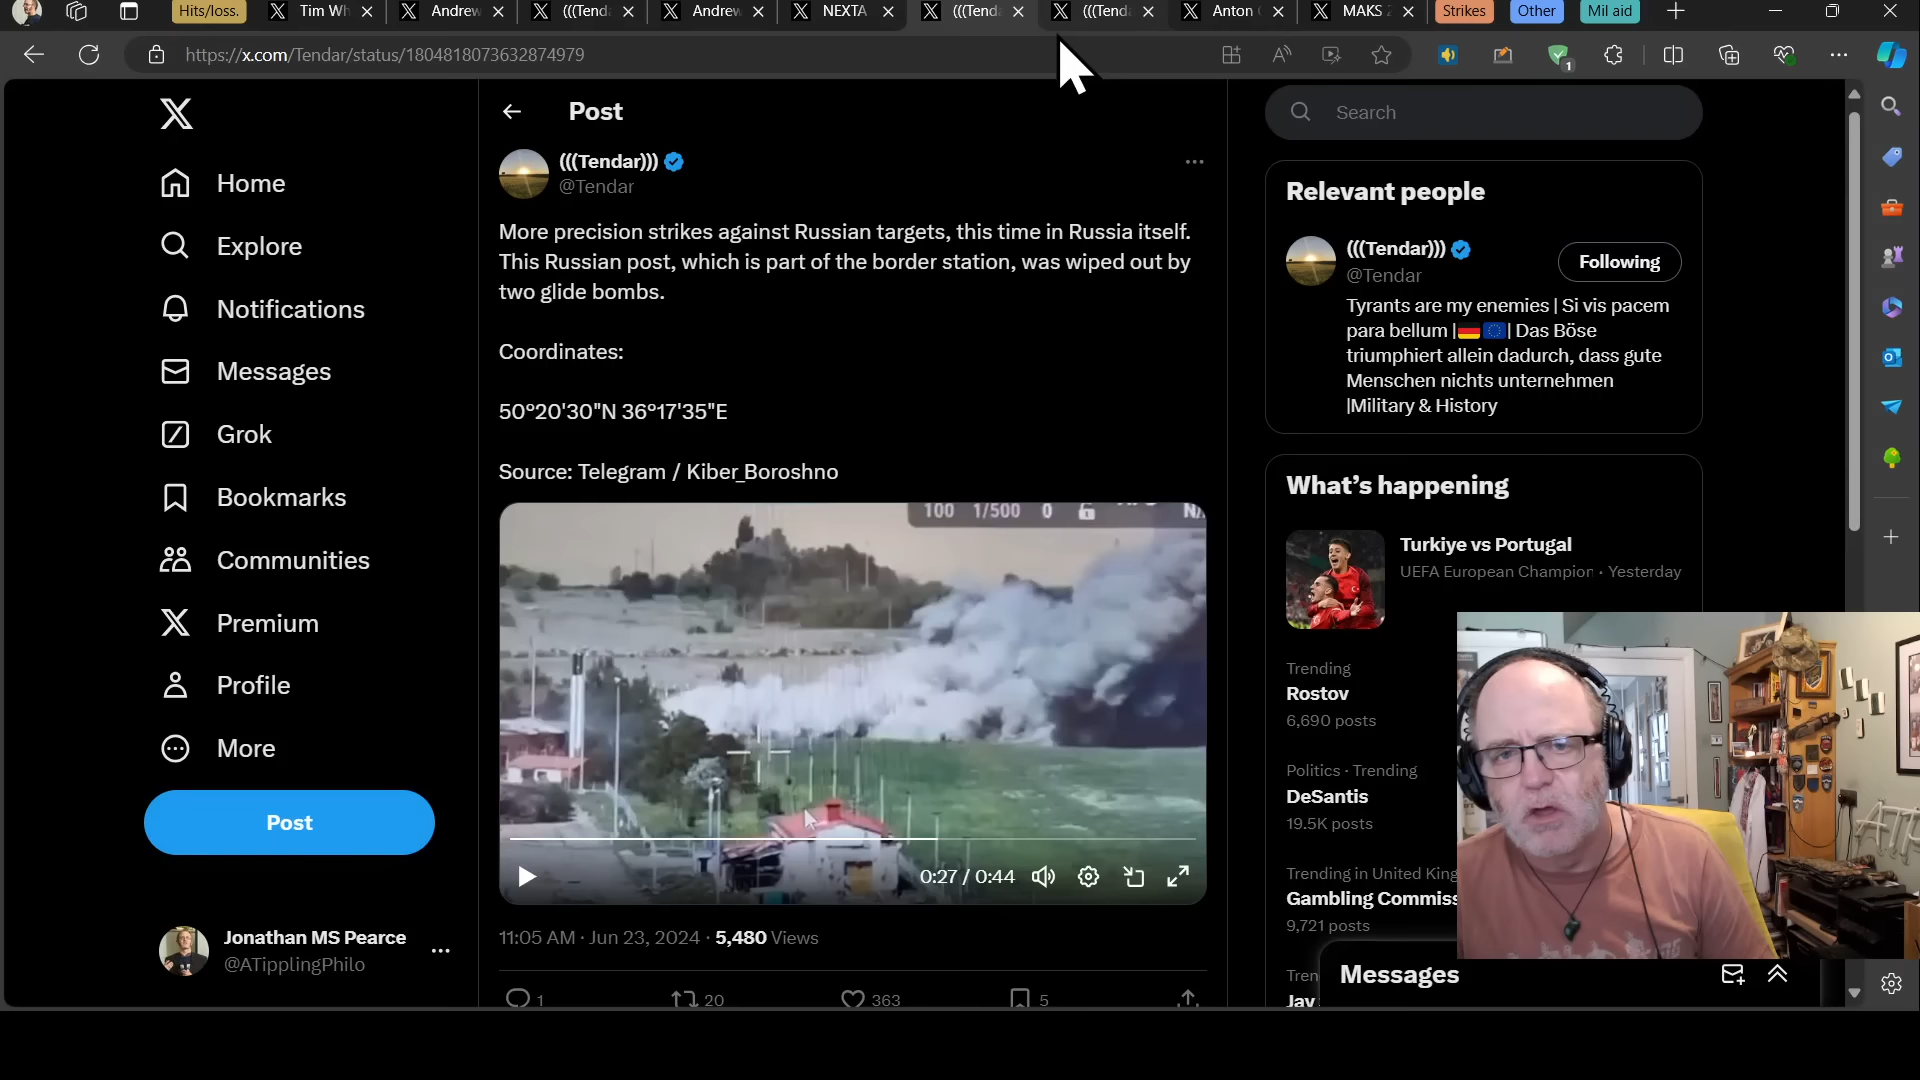 Hits/loss.
Tim Wh
Andrew
(((Tenda
Andrew
NEXTA
(((Tenda
(((Tenda
Anton
MAKS
Strikes
Other
Mil aid
https://x.com/Tendar/status/1804818073632874979
1
Home
Explore
Notifications
Messages
Grok
Bookmarks
Communities
Premium
Profile
More
Post
Jonathan MS Pearce
@ATipplingPhilo
Post
(((Tendar)))
@Tendar
More precision strikes against Russian targets, this time in Russia itself.
This Russian post, which is part of the border station, was wiped out by
two glide bombs.
Coordinates:
50°20'30"N 36°17'35"E
Source: Telegram / Kiber_Boroshno
100 1/500 0
0:27 / 0:44
11:05 AM · Jun 23, 2024 · 5,480 Views
1 20 363 5
Search
Relevant people
(((Tendar)))
@Tendar
Following
Tyrants are my enemies | Si vis pacem
para bellum | | Das Böse
triumphiert allein dadurch, dass gute
Menschen nichts unternehmen
|Military & History
What's happening
Turkiye vs Portugal
UEFA European Champion · Yesterday
Trending
Rostov
6,690 posts
Politics · Trending
DeSantis
19.5K posts
Trending in United King
Gambling Commiss
9,721 posts
Tren
Jay
Messages